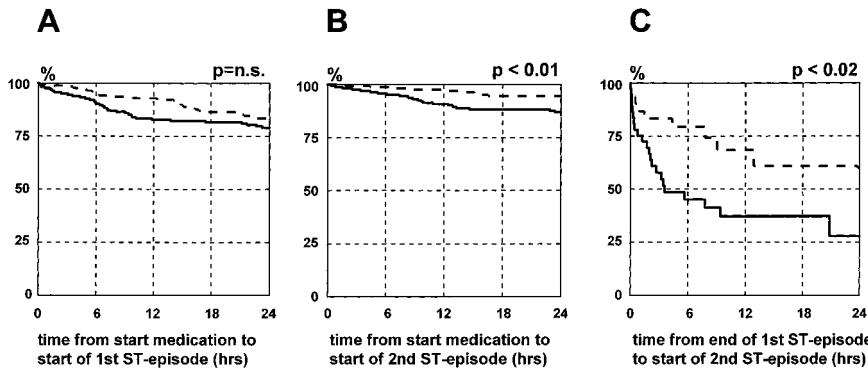 A
B
C
%
p=n.s.
%
p < 0.01
%
p < 0.02
100
75
50
25
0
0
6
12
18
24
100
75
50
25
0
0
6
12
18
24
100
75
50
25
0
0
6
12
18
24
time from start medication to
start of 1st ST-episode (hrs)
time from start medication to
start of 2nd ST-episode (hrs)
time from end of 1st ST-episode
to start of 2nd ST-episode (hrs)